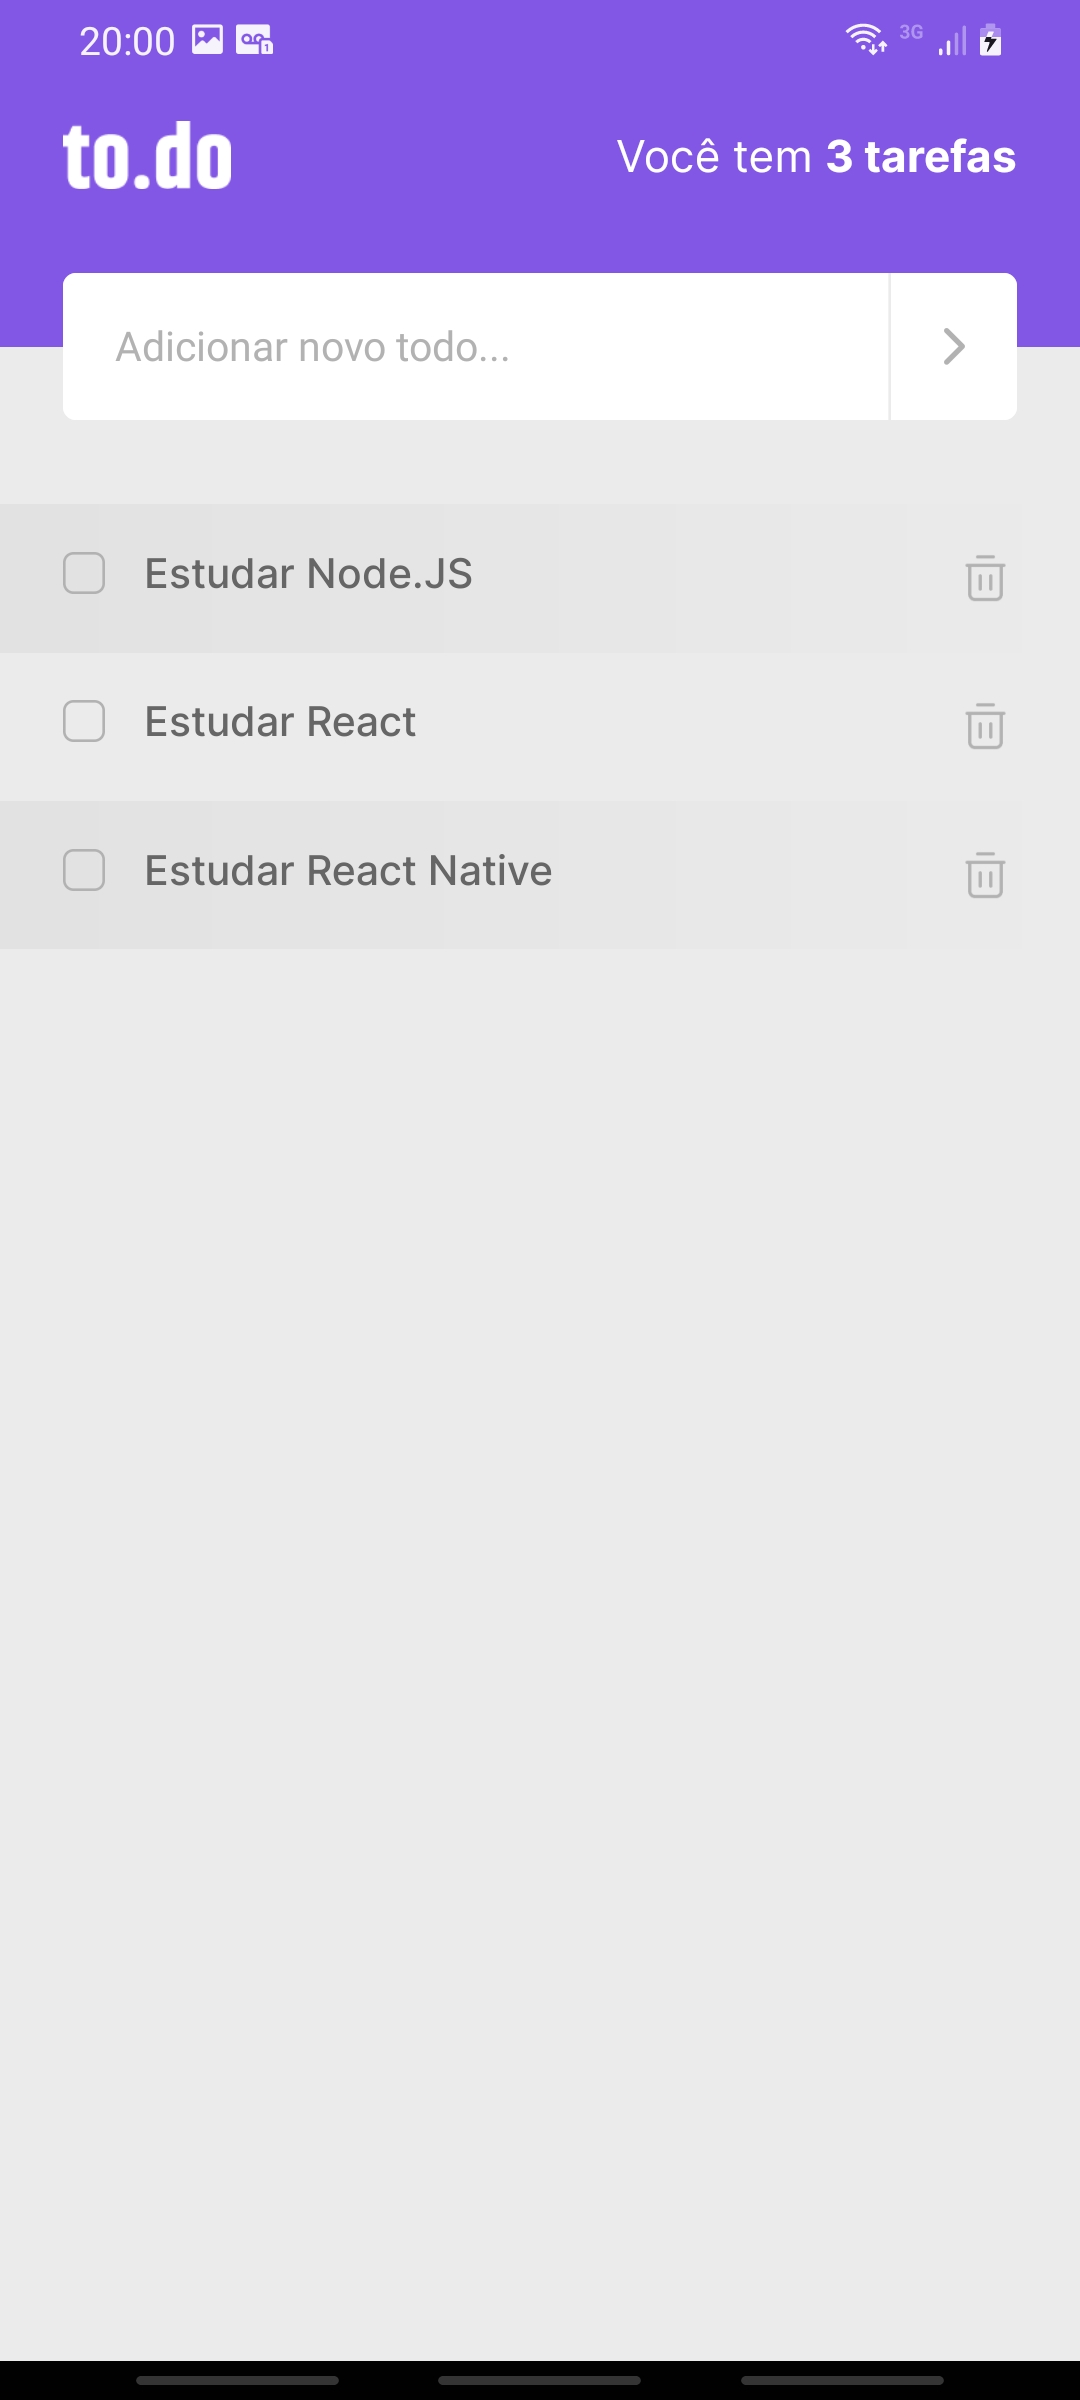 20:00
3G
to.do
Você tem 3 tarefas
Adicionar novo todo...
Estudar Node.JS
Estudar React
Estudar React Native